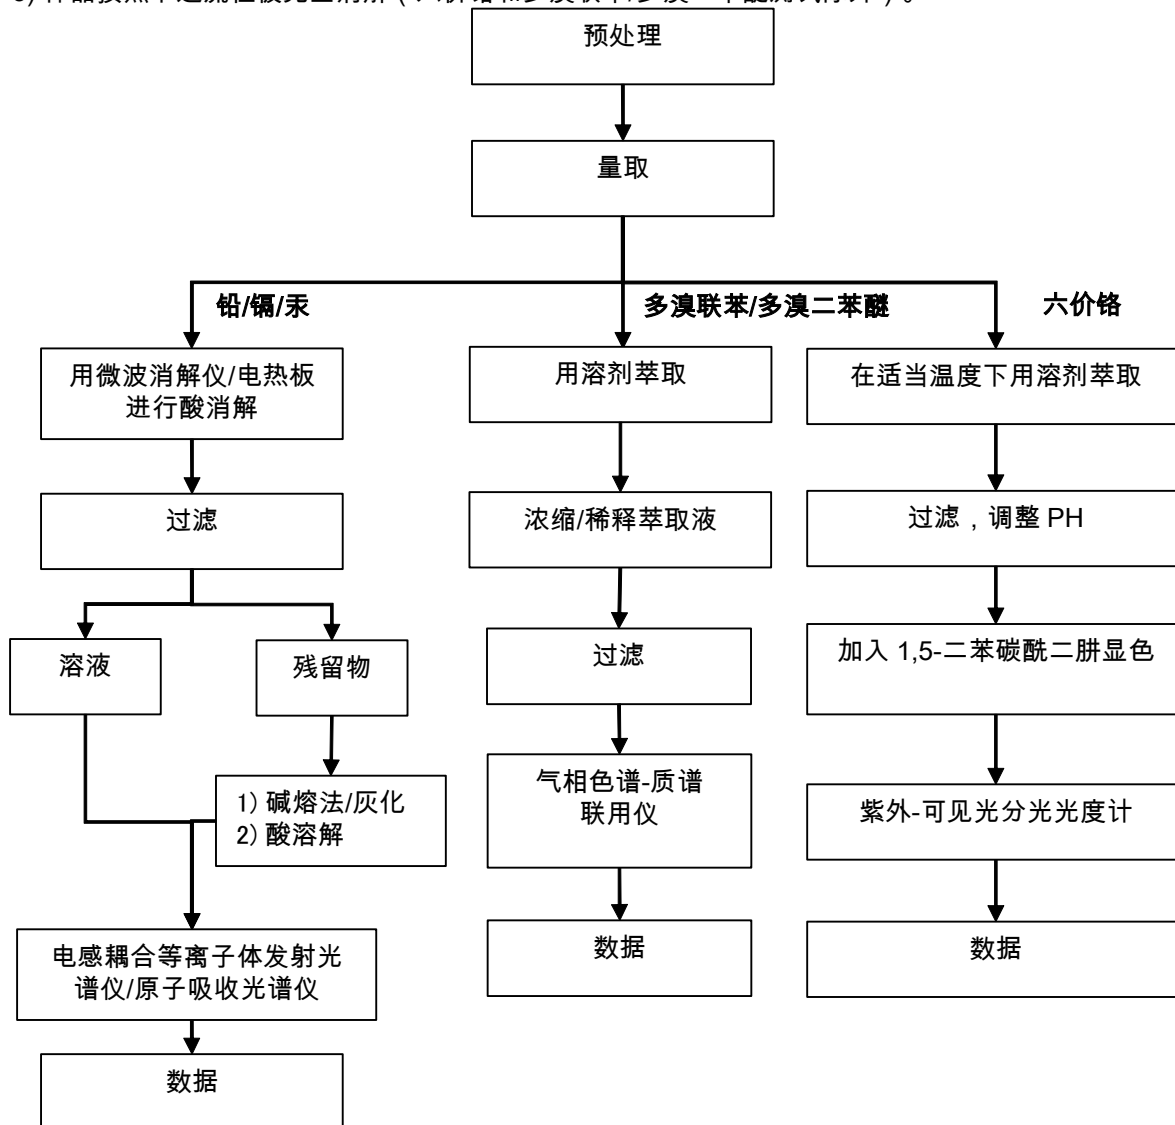 预处理
量取
铅/镉/汞
多溴联苯/多溴二苯醚
六价铬
用微波消解仪/电热板
进行酸消解
过滤
溶液
残留物
1) 碱熔法/灰化
2) 酸溶解
电感耦合等离子体发射光
谱仪/原子吸收光谱仪
数据
用溶剂萃取
浓缩/稀释萃取液
过滤
气相色谱-质谱
联用仪
数据
在适当温度下用溶剂萃取
过滤，调整 PH
加入 1,5-二苯碳酰二肼显色
紫外-可见光分光光度计
数据